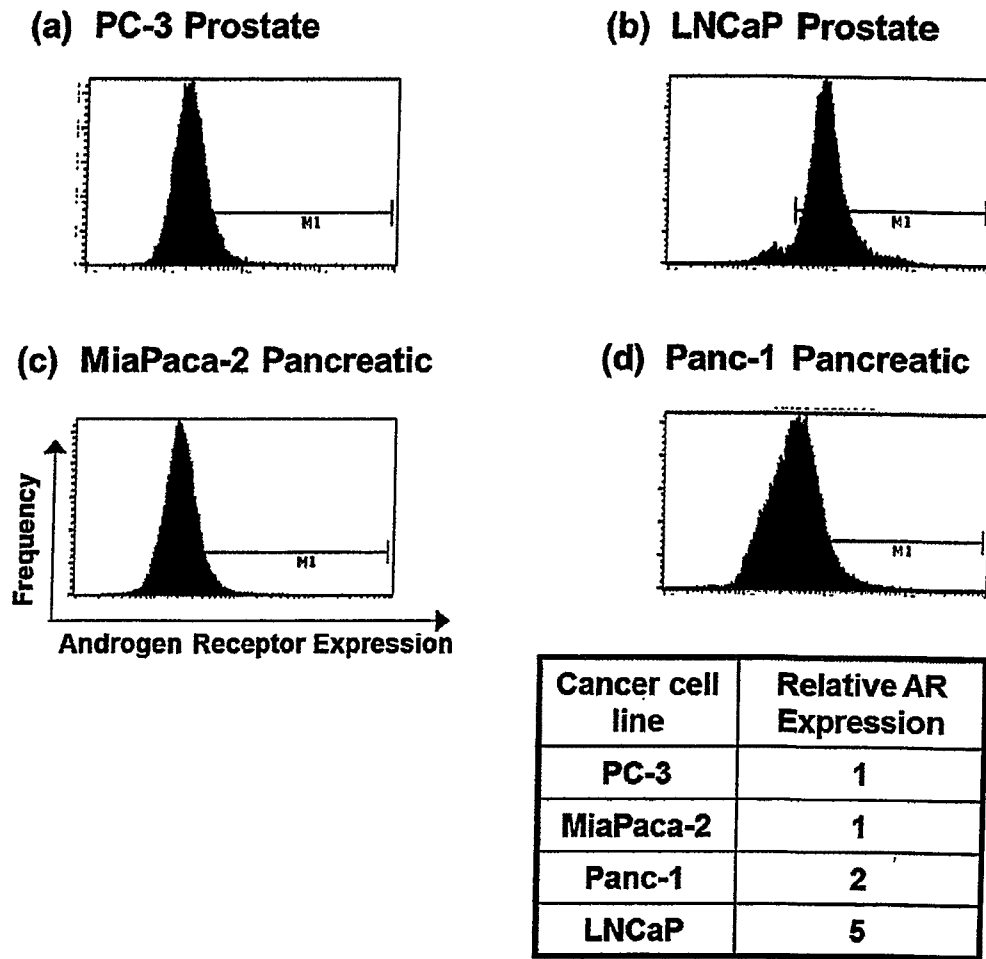 (a) PC-3 Prostate
(b) LNCaP Prostate
M1
M1
(c) MiaPaca-2 Pancreatic
(d) Panc-1 Pancreatic
Frequency
M1
M1
Androgen Receptor Expression
Cancer cell line
Relative AR Expression
PC-3
1
MiaPaca-2
1
Panc-1
2
LNCaP
5